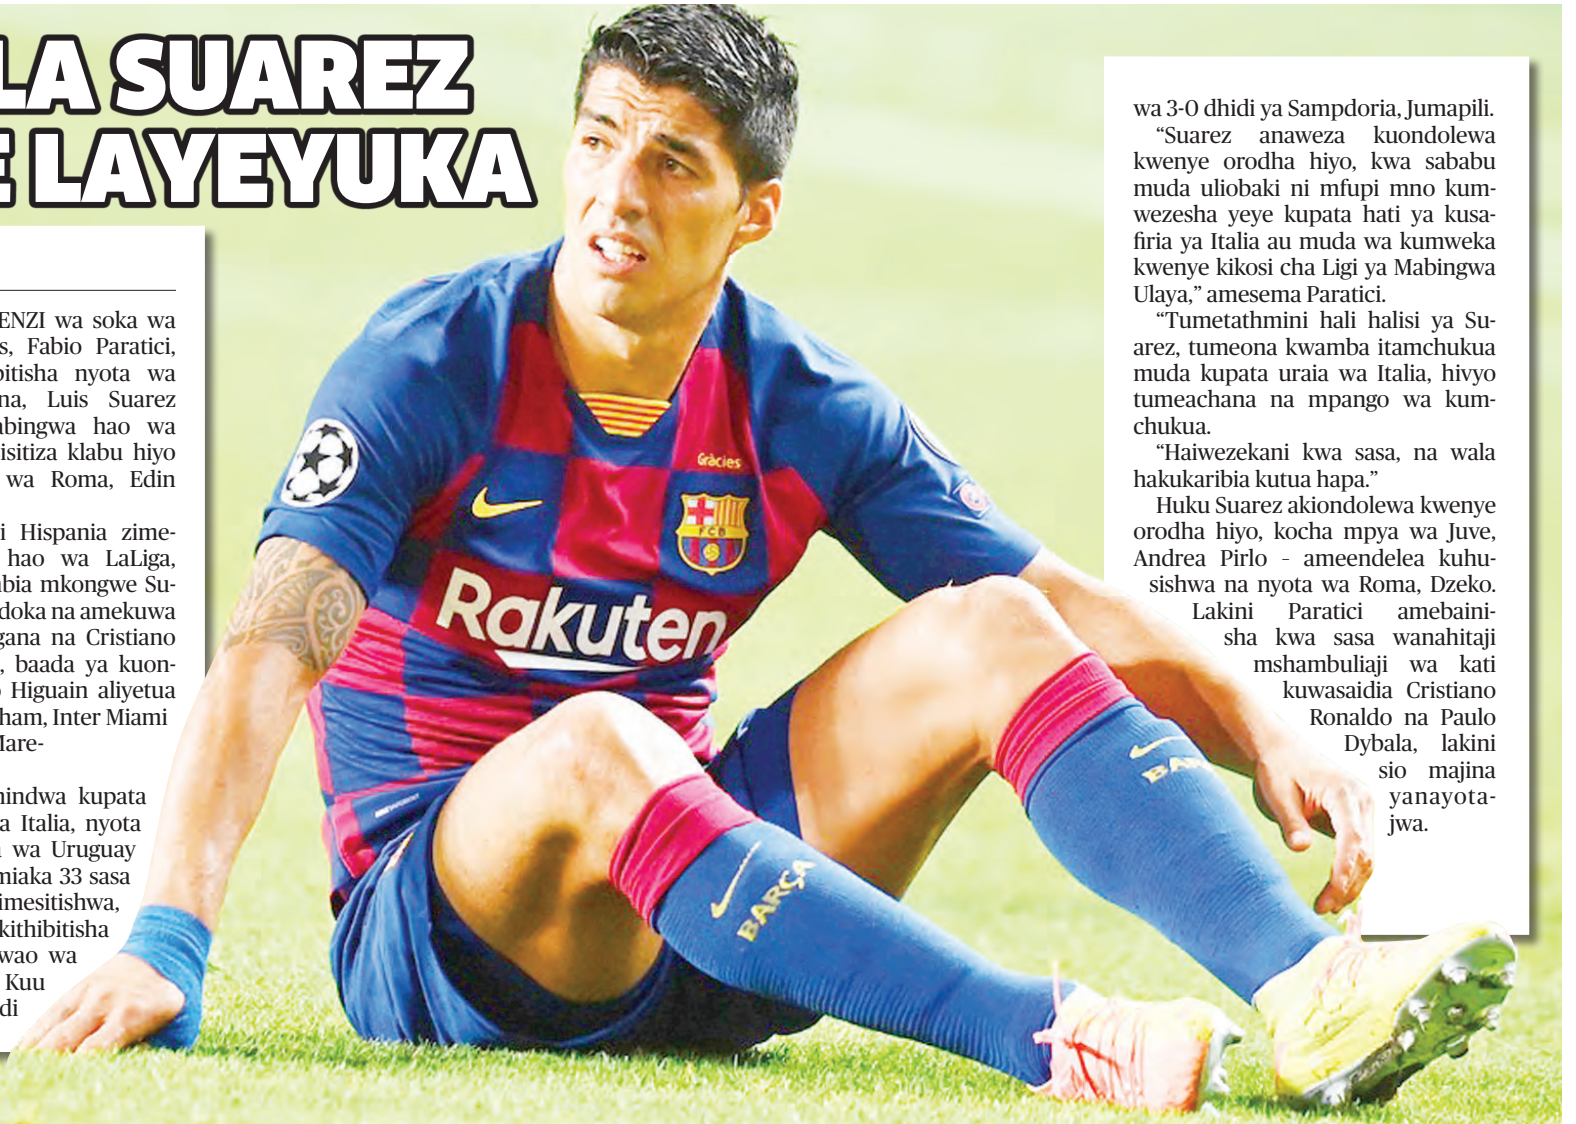 LA SUAREZ
E LAYEYUKA
ENZI wa soka wa
s, Fabio Paratici,
bitisha nyota wa
na, Luis Suarez
abingwa hao wa
isitiza klabu hiyo
wa Roma, Edin
i Hispania zime-
hao wa LaLiga,
nbia mkongwe Su-
doka na amekuwa
gana na Cristiano
, baada ya kuon-
o Higuain aliyetua
ham, Inter Miami
Mare-
hindwa kupata
a Italia, nyota
a wa Uruguay
miaka 33 sasa
imesitishwa,
kithibitisha
wao wa
Kuu
di
wa 3-0 dhidi ya Sampdoria, Jumapili.
“Suarez anaweza kuondolewa
kwenye orodha hiyo, kwa sababu
muda uliobaki ni mfupi mno kum-
wezesha yeye kupata hati ya kusa-
firia ya Italia au muda wa kumweka
kwenye kikosi cha Ligi ya Mabingwa
Ulaya,” amesema Paratici.
“Tumetathmini hali halisi ya Su-
arez, tumeona kwamba itamchukua
muda kupata uraia wa Italia, hivyo
tumeachana na mpango wa kum-
chukua.
“Haiwezekani kwa sasa, na wala
hakukaribia kutua hapa.”
Huku Suarez akiondolewa kwenye
orodha hiyo, kocha mpya wa Juve,
Andrea Pirlo - ameendelea kuhu-
sishwa na nyota wa Roma, Dzeko.
Lakini Paratici amebaini-
sha kwa sasa wanahitaji
mshambuliaji wa kati
kuwasaidia Cristiano
Ronaldo na Paulo
Dybala, lakini
sio majina
yanayota-
jwa.
Gràcies
FCB
Rakuten
BARÇA
BAR